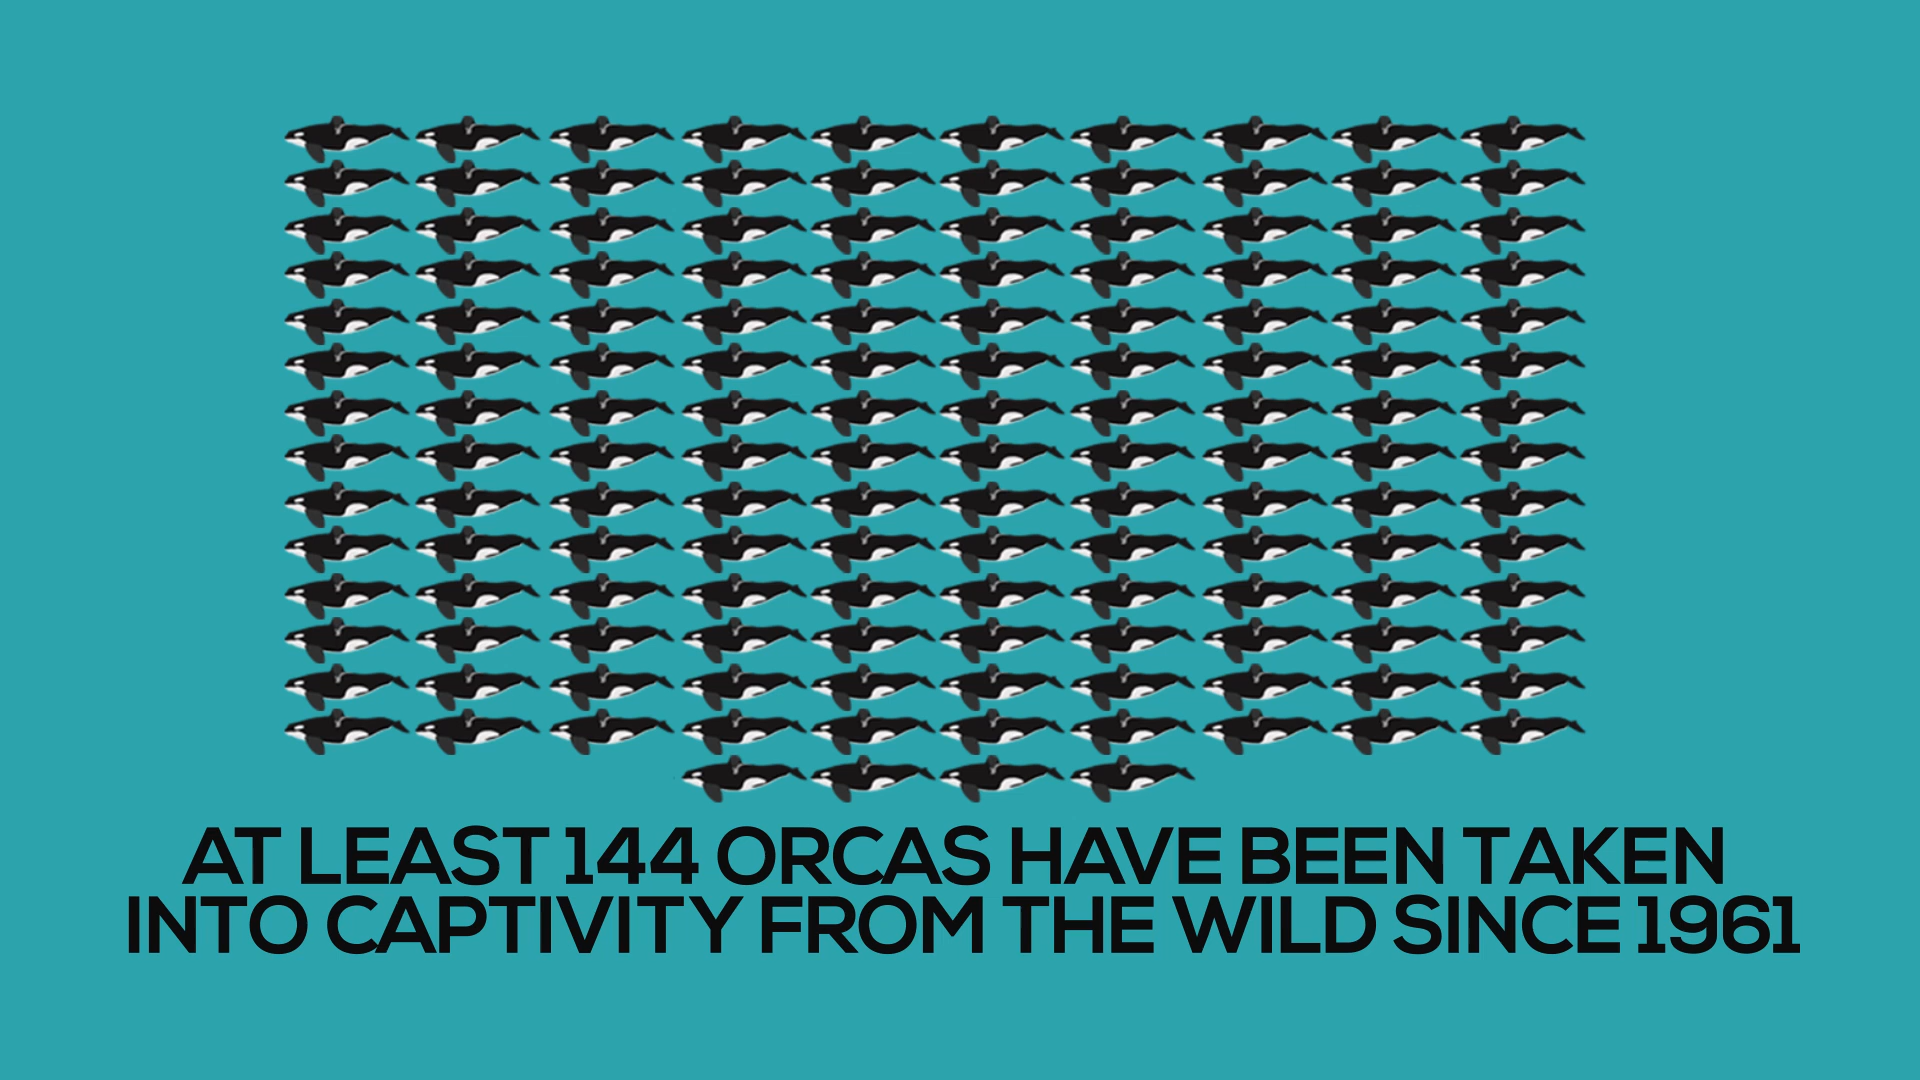 AT LEAST 144 ORCAS HAVE BEEN TAKEN
INTO CAPTIVITY FROM THE WILD SINCE 1961